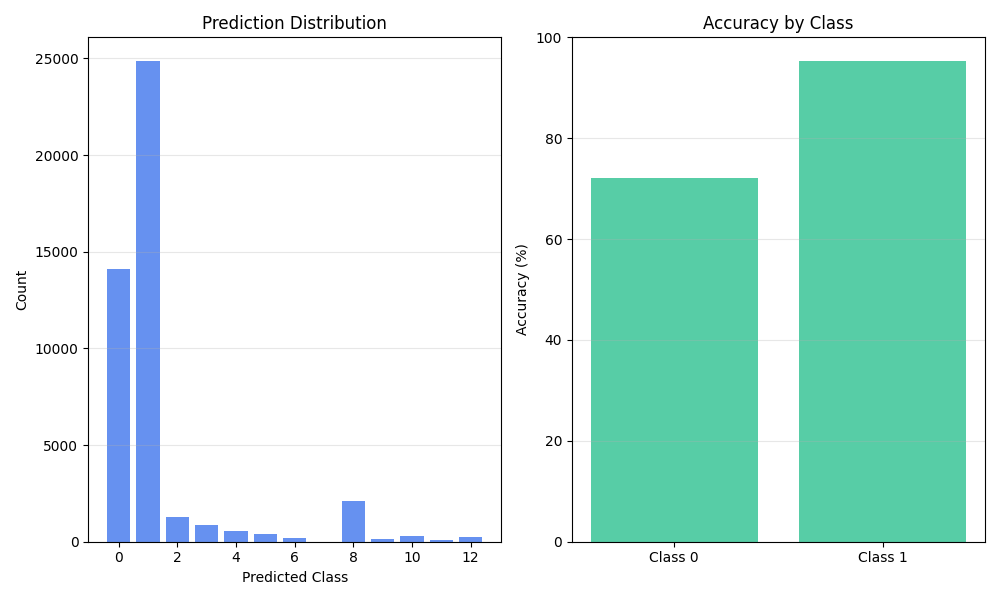 Prediction Distribution
25000
20000
15000
10000
5000
0
Count
0 2 4 6 8 10 12
Predicted Class
Accuracy by Class
100
80
60
40
20
0
Accuracy (%)
Class 0 Class 1